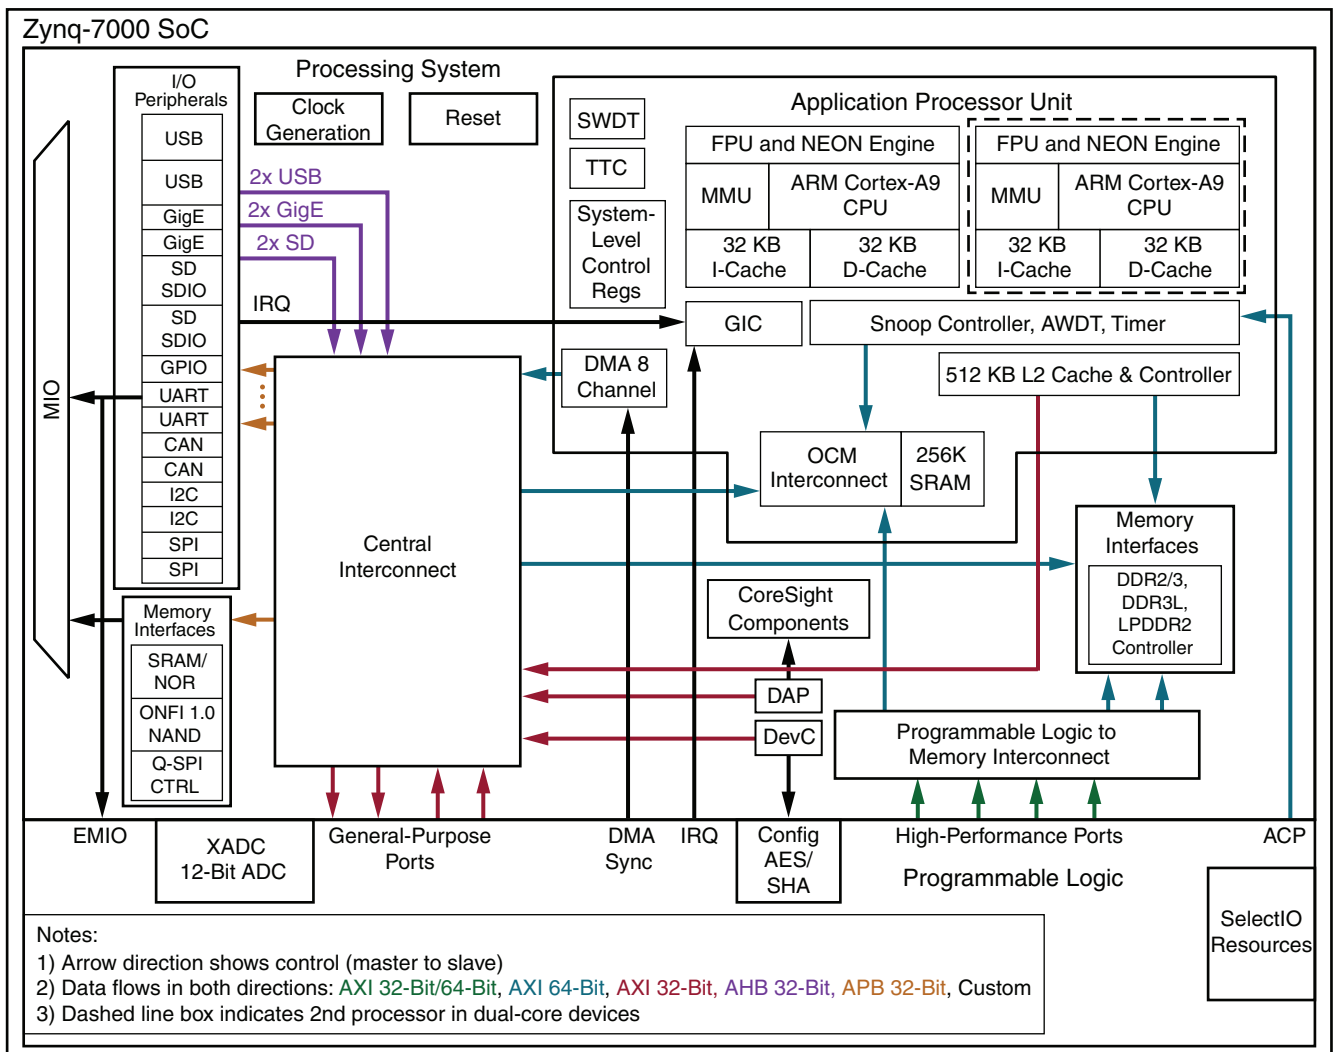 Zynq-7000 SoC
Processing System
I/O
Peripherals
USB
USB
GigE
GigE
SD
SDIO
SD
SDIO
GPIO
UART
UART
CAN
CAN
I2C
I2C
SPI
SPI
MIO
Clock
Generation
Reset
2x USB
2x GigE
2x SD
IRQ
Application Processor Unit
SWDT
TTC
System-
Level
Control
Regs
FPU and NEON Engine
MMU
ARM Cortex-A9
CPU
32 KB
I-Cache
32 KB
D-Cache
FPU and NEON Engine
MMU
ARM Cortex-A9
CPU
32 KB
I-Cache
32 KB
D-Cache
GIC
Snoop Controller, AWDT, Timer
DMA 8
Channel
512 KB L2 Cache & Controller
OCM
Interconnect
256K
SRAM
Central
Interconnect
Memory
Interfaces
DDR2/3,
DDR3L,
LPDDR2
Controller
CoreSight
Components
DAP
DevC
Programmable Logic to
Memory Interconnect
Memory
Interfaces
SRAM/
NOR
ONFI 1.0
NAND
Q-SPI
CTRL
EMIO
XADC
12-Bit ADC
General-Purpose
Ports
DMA
Sync
IRQ
Config
AES/
SHA
High-Performance Ports
ACP
Programmable Logic
SelectIO
Resources
Notes:
1) Arrow direction shows control (master to slave)
2) Data flows in both directions: AXI 32-Bit/64-Bit, AXI 64-Bit, AXI 32-Bit, AHB 32-Bit, APB 32-Bit, Custom
3) Dashed line box indicates 2nd processor in dual-core devices